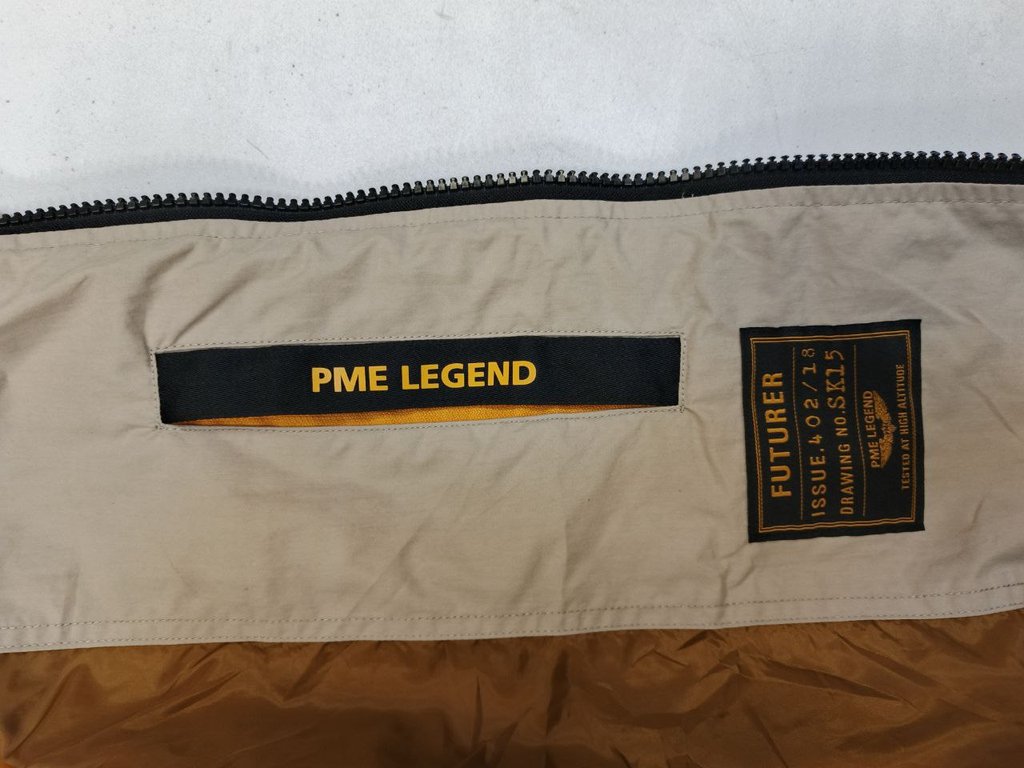 PME LEGEND
FUTURER
ISSUE.402/18
DRAWING NO.SK15
PME LEGEND
TESTED AT HIGH ALTITUDE